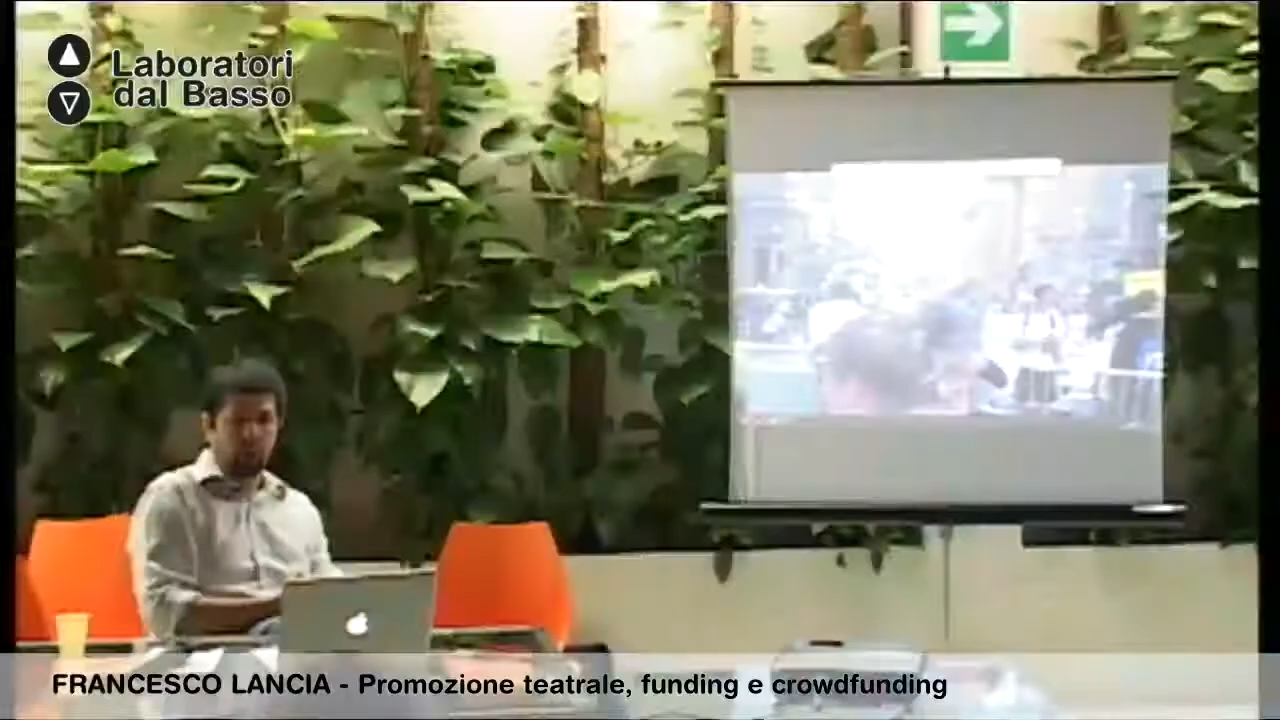 Laboratori
dal Basso
FRANCESCO LANCIA - Promozione teatrale, funding e crowdfunding